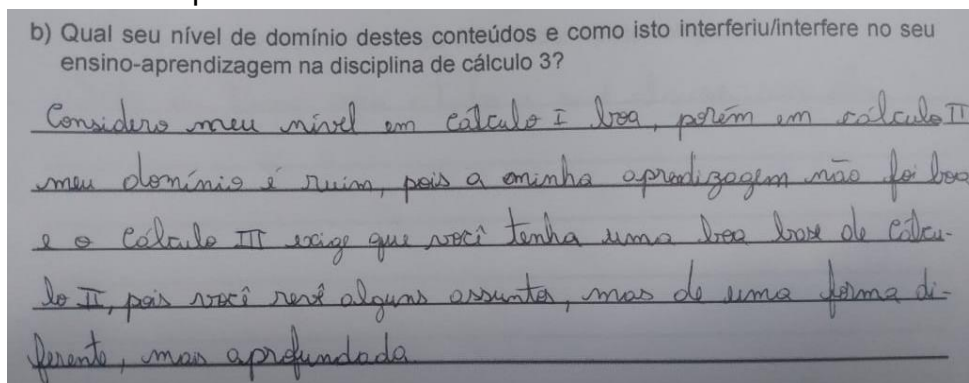 b) Qual seu nível de domínio destes conteúdos e como isto interferiu/interfere no seu
ensino-aprendizagem na disciplina de cálculo 3?
Considero meu nível em Cálculo I boa, porém em cálculo II
meu domínio é ruim, pois a minha aprendizagem não foi boa
e o Cálculo III exige que você tenha uma boa base de Cálcu-
lo II, pois você revê alguns assuntos, mas de uma forma di-
ferente, mais aprofundada.